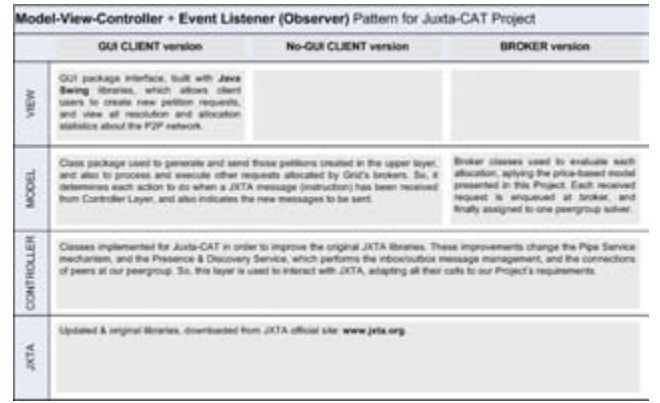 Model-View-Controller + Event Listener (Observer) Pattern for Juxta-CAT Project
GUI CLIENT version
No-GUI CLIENT version
BROKER version
VIEW
GUI package interface, built with Java
Swing libraries, which allows client
users to create new petition requests,
and view all resolution and allocation
statistics about the P2P network.
MODEL
Class package used to generate and send those petitions created in the upper layer,
and also to process and execute other requests allocated by Grid's brokers. So, it
determines each action to do when a JXTA message (instruction) has been received
from Controller Layer, and also indicates the new messages to be sent.
Broker classes used to evaluate each
allocation, aplying the price-based model
presented in this Project. Each received
request is enqueued at broker, and
finally assigned to one peergroup solver.
CONTROLLER
Classes implemented for Juxta-CAT in order to improve the original JXTA libraries. These improvements change the Pipe Service
mechanism, and the Presence & Discovery Service, which performs the inbox/outbox message management, and the connections
of peers at our peergroup. So, this layer is used to interact with JXTA, adapting all their calls to our Project's requirements.
JXTA
Updated & original libraries, downloaded from JXTA official site: www.jxta.org.